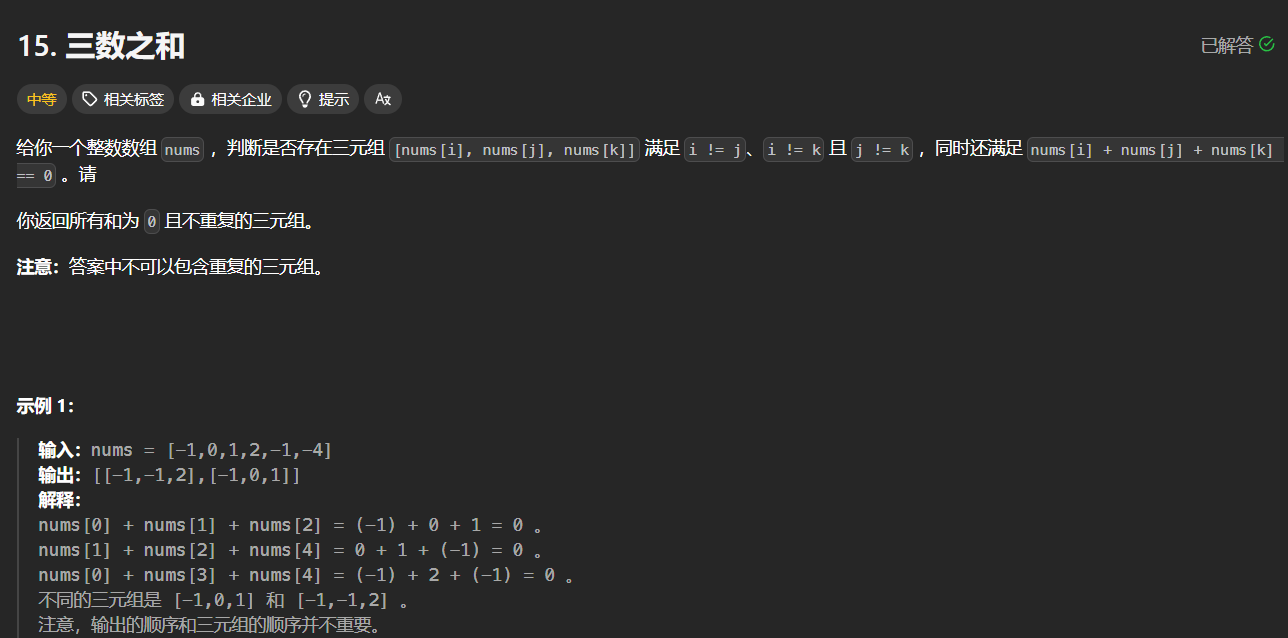 15. 三数之和
已解答
中等 相关标签 相关企业 提示
给你一个整数数组 nums ，判断是否存在三元组 [nums[i], nums[j], nums[k]] 满足 i != j、i != k 且 j != k ，同时还满足 nums[i] + nums[j] + nums[k]
== 0 。请
你返回所有和为 0 且不重复的三元组。
注意：答案中不可以包含重复的三元组。
示例 1：
输入：nums = [-1,0,1,2,-1,-4]
输出：[[-1,-1,2],[-1,0,1]]
解释：
nums[0] + nums[1] + nums[2] = (-1) + 0 + 1 = 0 。
nums[1] + nums[2] + nums[4] = 0 + 1 + (-1) = 0 。
nums[0] + nums[3] + nums[4] = (-1) + 2 + (-1) = 0 。
不同的三元组是 [-1,0,1] 和 [-1,-1,2] 。
注意，输出的顺序和三元组的顺序并不重要。